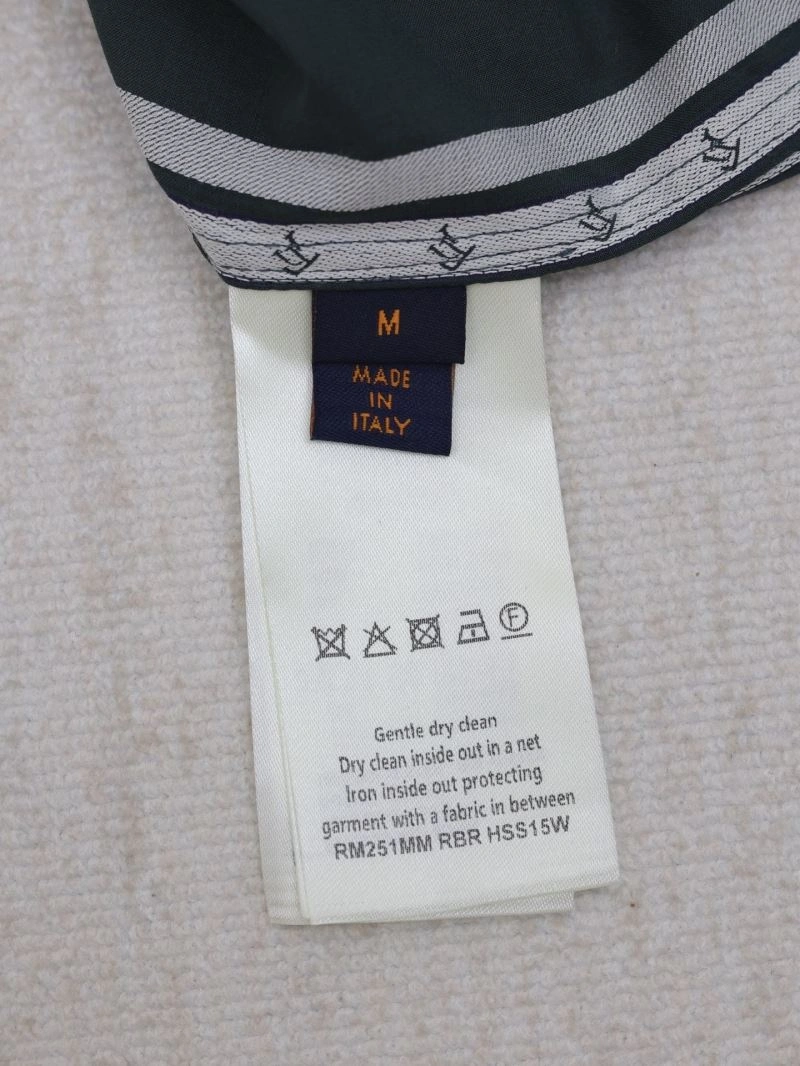 M
MADE
IN
ITALY
F
Gentle dry clean
Dry clean inside out in a net
Iron inside out protecting
garment with a fabric in between
RM251MM RBR HSS15W